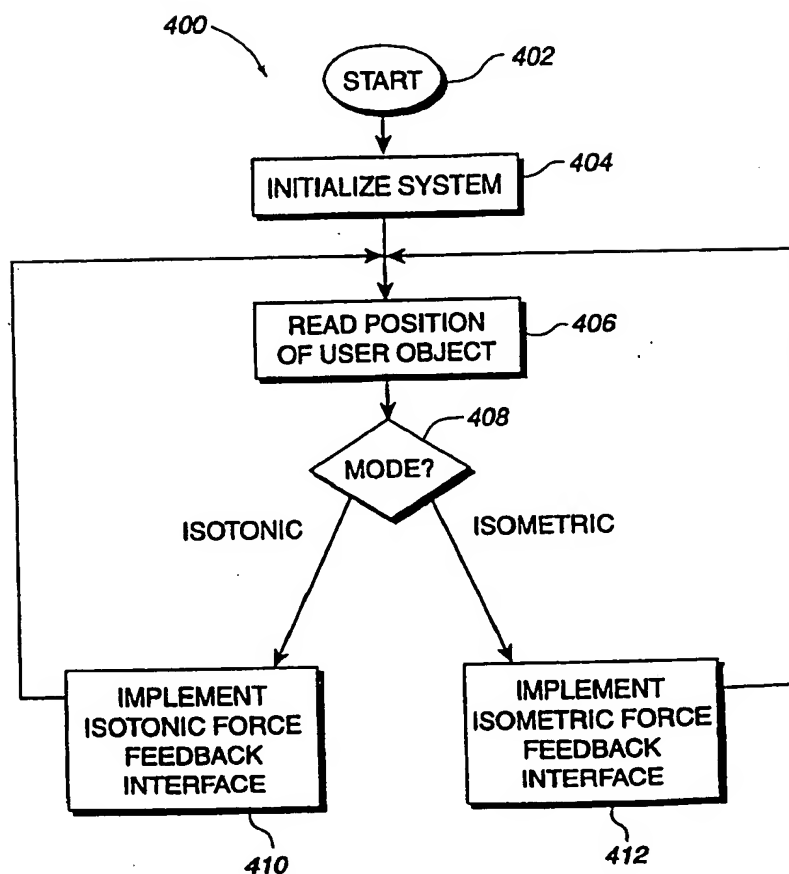 400
START
402
INITIALIZE SYSTEM
404
READ POSITION
OF USER OBJECT
406
MODE?
408
ISOTONIC
ISOMETRIC
IMPLEMENT
ISOTONIC FORCE
FEEDBACK
INTERFACE
410
IMPLEMENT
ISOMETRIC FORCE
FEEDBACK
INTERFACE
412